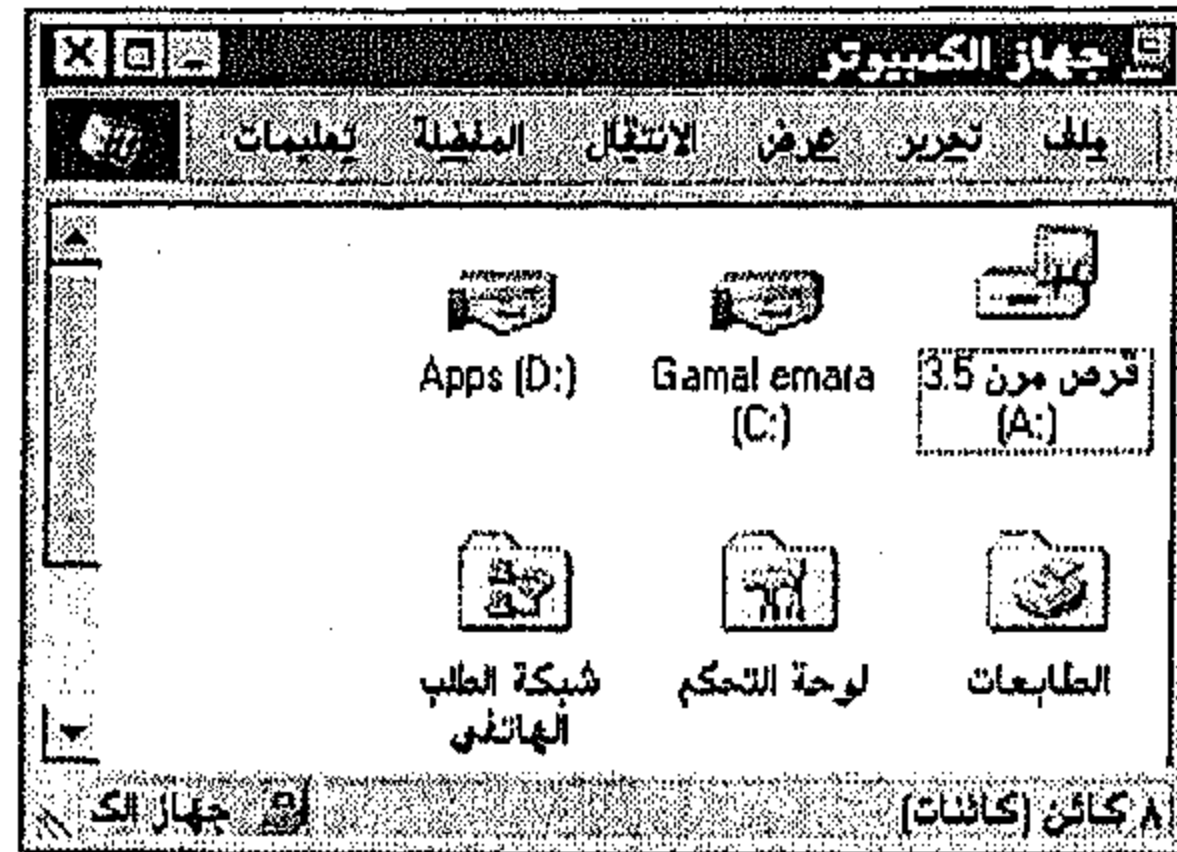 جهاز الكمبيوتر
ملف تحرير عرض الانتقال المفضلة تعليمات
قرص مرن 3.5 (A:)
Gamal emara (C:)
Apps (D:)
الطابعات
لوحة التحكم
شبكة الطلب الهاتفي
٨ كائن (كائنات)
جهاز الك